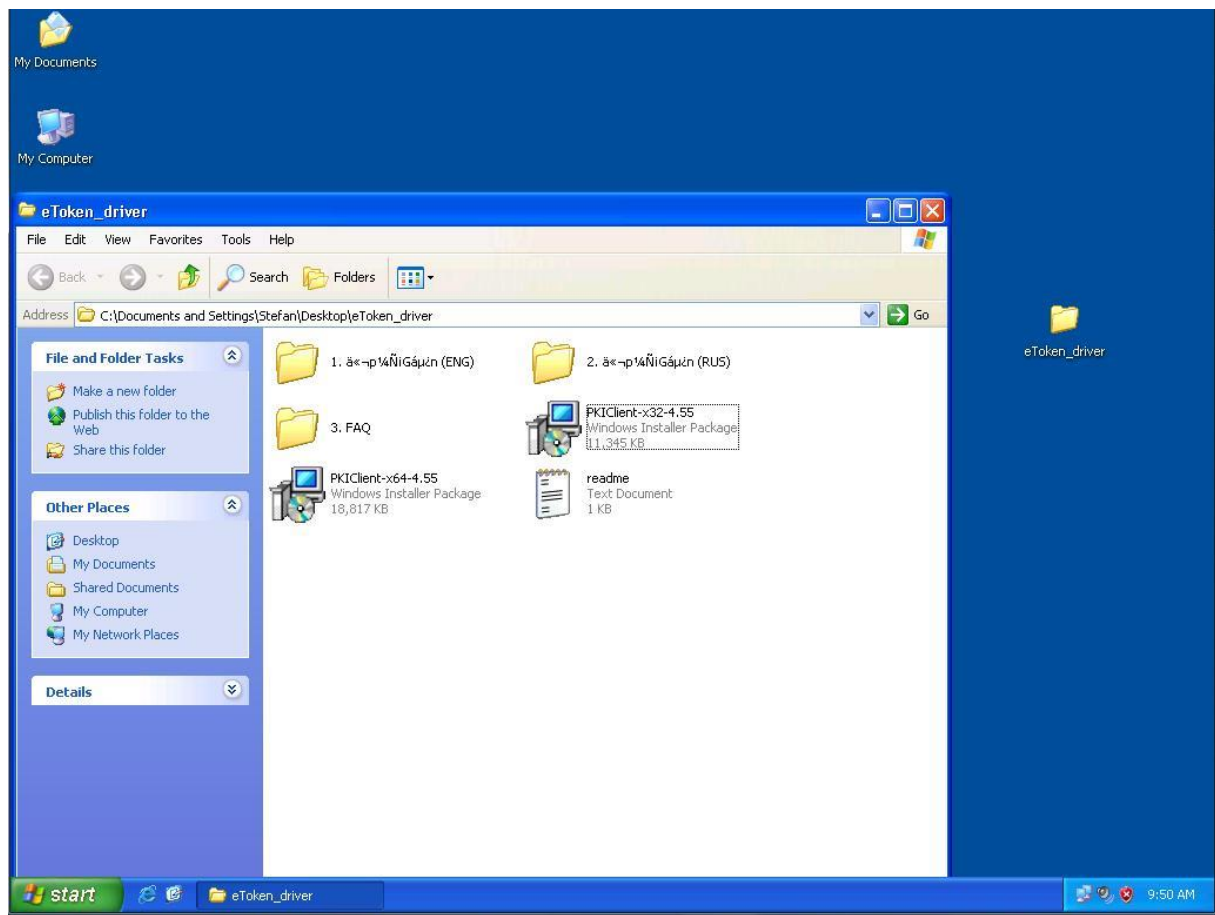 My Documents
My Computer
eToken_driver
File Edit View Favorites Tools Help
Back Search Folders
Address C:\Documents and Settings\Stefan\Desktop\eToken_driver Go
File and Folder Tasks
Make a new folder
Publish this folder to the
Web
Share this folder
Other Places
Desktop
My Documents
Shared Documents
My Computer
My Network Places
Details
1. ä«¬p¼ÑiGáµ¿n (ENG)
2. ä«¬p¼ÑiGáµ¿n (RUS)
3. FAQ
PKIClient-x32-4.55
Windows Installer Package
11,345 KB
PKIClient-x64-4.55
Windows Installer Package
18,817 KB
readme
Text Document
1 KB
eToken_driver
start eToken_driver 9:50 AM